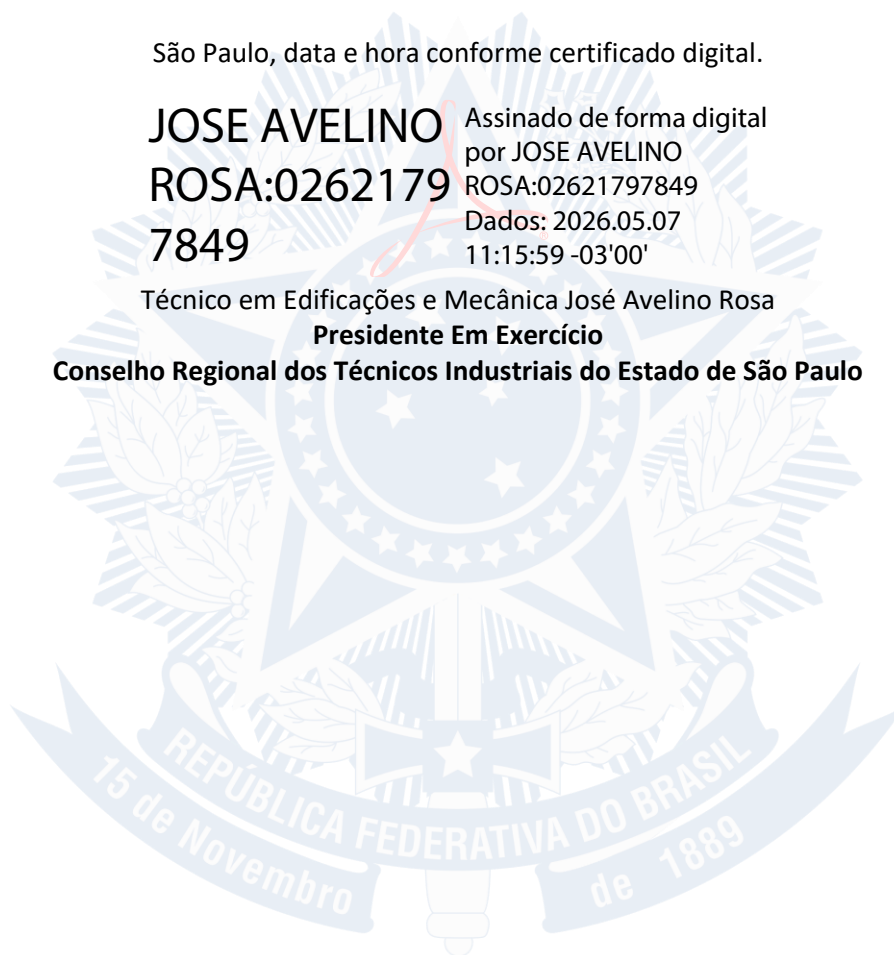 São Paulo, data e hora conforme certificado digital.
JOSE AVELINO
ROSA:0262179
7849
Assinado de forma digital
por JOSE AVELINO
ROSA:02621797849
Dados: 2026.05.07
11:15:59 -03'00'
Técnico em Edificações e Mecânica José Avelino Rosa
Presidente Em Exercício
Conselho Regional dos Técnicos Industriais do Estado de São Paulo
REPÚBLICA FEDERATIVA DO BRASIL
15 de Novembro de 1889